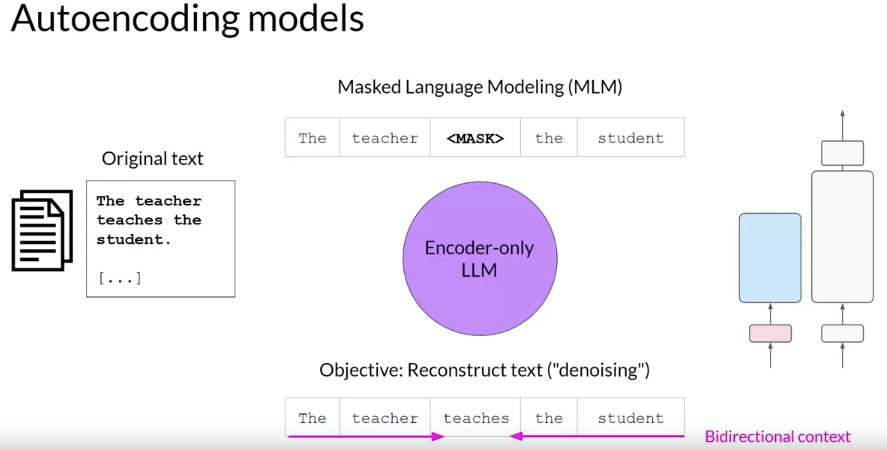 Autoencoding models
Masked Language Modeling (MLM)
The teacher <MASK> the student
Original text
The teacher
teaches the
student.
[...]
Encoder-only
LLM
Objective: Reconstruct text ("denoising")
The teacher teaches the student
Bidirectional context